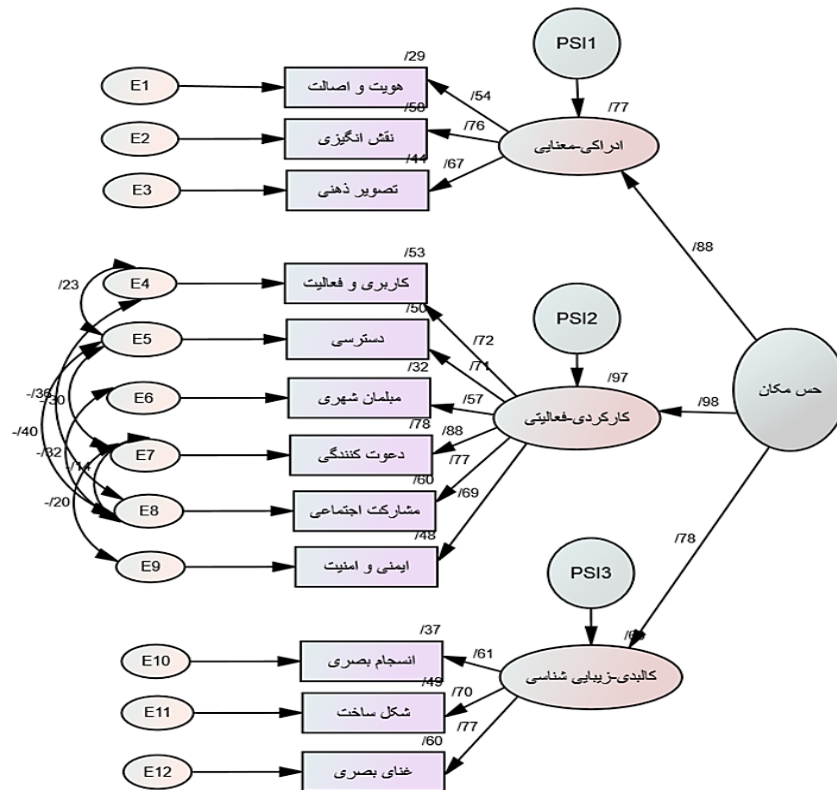 PSI1
/77
ادراکی-معنایی
/88
E1
/29
هویت و اصالت
/54
E2
نقش انگیزی
/76
E3
/44
تصویر ذهنی
/67
PSI2
/97
کارکردی-فعالیتی
/98
حس مکان
E4
/53
کاربری و فعالیت
/72
/23
E5
/50
دسترسی
/71
E6
/32
مبلمان شهری
/57
E7
/78
دعوت کنندگی
/88
E8
/60
مشارکت اجتماعی
/77
E9
/48
ایمنی و امنیت
/69
-/36
-/30
-/40
-/32
-/14
-/20
PSI3
/78
کالبدی-زیبایی شناسی
E10
/37
انسجام بصری
/61
E11
/49
شکل ساخت
/70
E12
/60
غنای بصری
/77